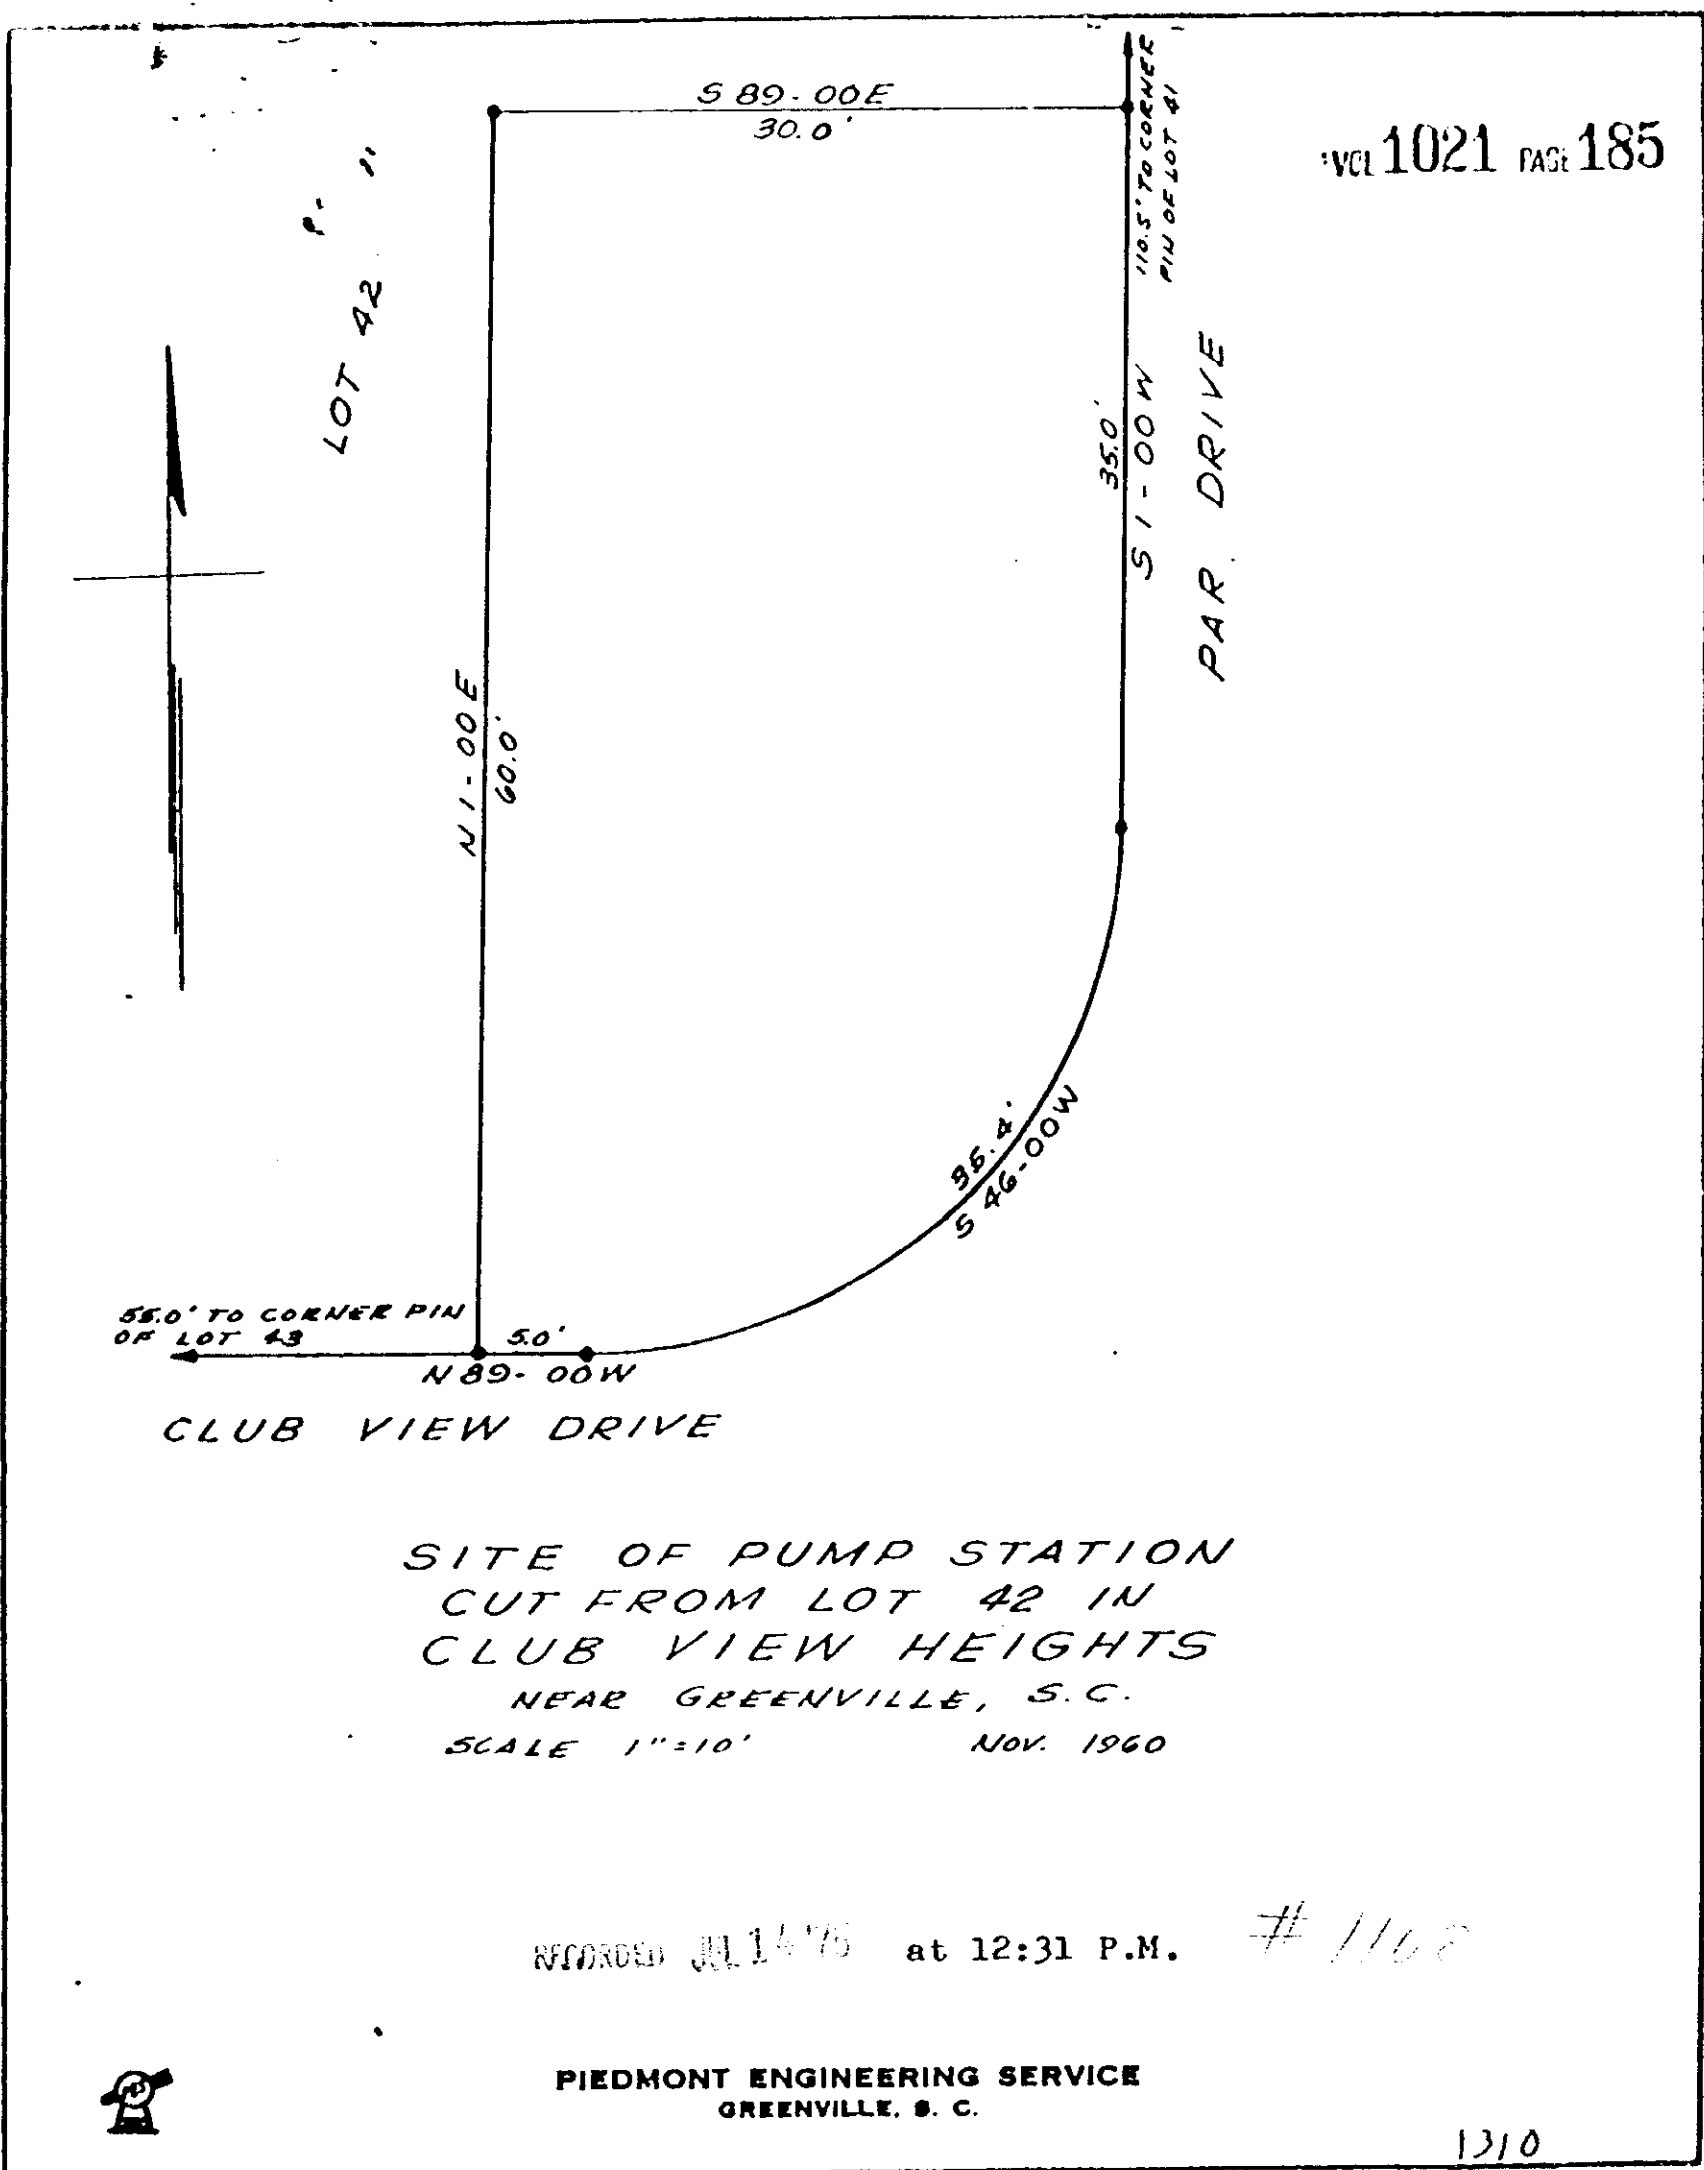 S 89-00E
30.0'
VOL 1021 PAGE 185
110.5' TO CORNER
PIN OF LOT 41
LOT 42
35.0'
S 1-00W
PAR DRIVE
N 1-00E
60.0'
S 46-00W
55.0' TO CORNER PIN
OF LOT 43
5.0'
N 89-00W
CLUB VIEW DRIVE
SITE OF PUMP STATION
CUT FROM LOT 42 IN
CLUB VIEW HEIGHTS
NEAR GREENVILLE, S.C.
SCALE 1"=10' NOV. 1960
RECORDED JUL 14 at 12:31 P.M.
PIEDMONT ENGINEERING SERVICE
GREENVILLE, S. C.
1310